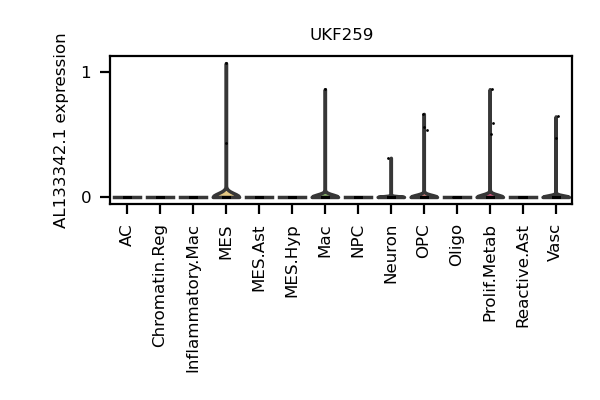 UKF259
AL133342.1 expression
1
0
AC
Chromatin.Reg
Inflammatory.Mac
MES
MES.Ast
MES.Hyp
Mac
NPC
Neuron
OPC
Oligo
Prolif.Metab
Reactive.Ast
Vasc